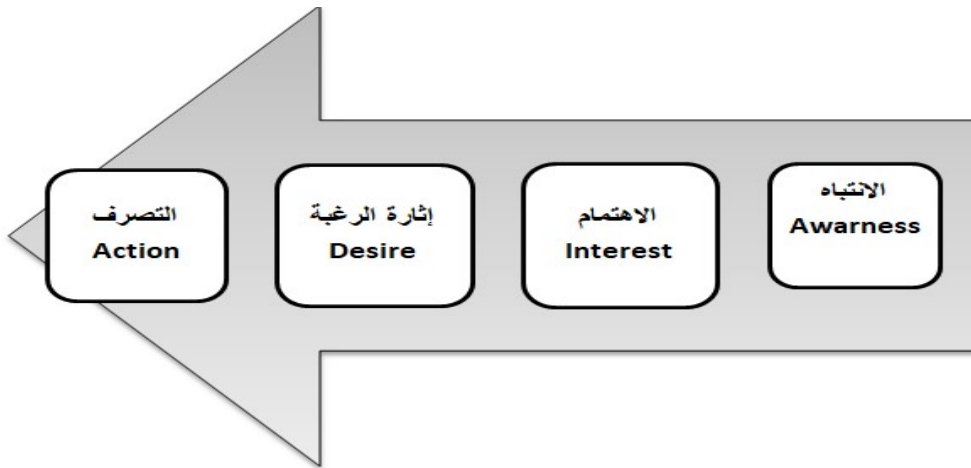 الانتباه
Awarness
الاهتمام
Interest
إثارة الرغبة
Desire
التصرف
Action